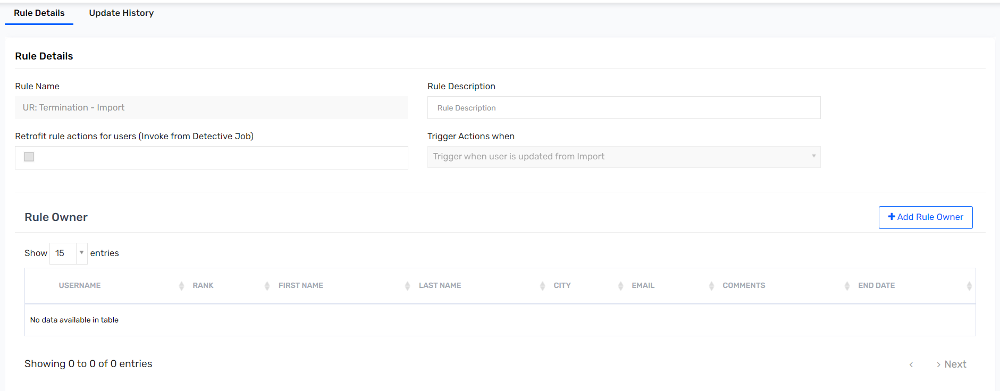 Rule Details Update History
Rule Details
Rule Name Rule Description
UR: Termination - Import Rule Description
Retrofit rule actions for users (Invoke from Detective Job) Trigger Actions when
Trigger when user is updated from Import
Rule Owner + Add Rule Owner
Show 15 entries
USERNAME RANK FIRST NAME LAST NAME CITY EMAIL COMMENTS END DATE
No data available in table
Showing 0 to 0 of 0 entries ‹ › Next